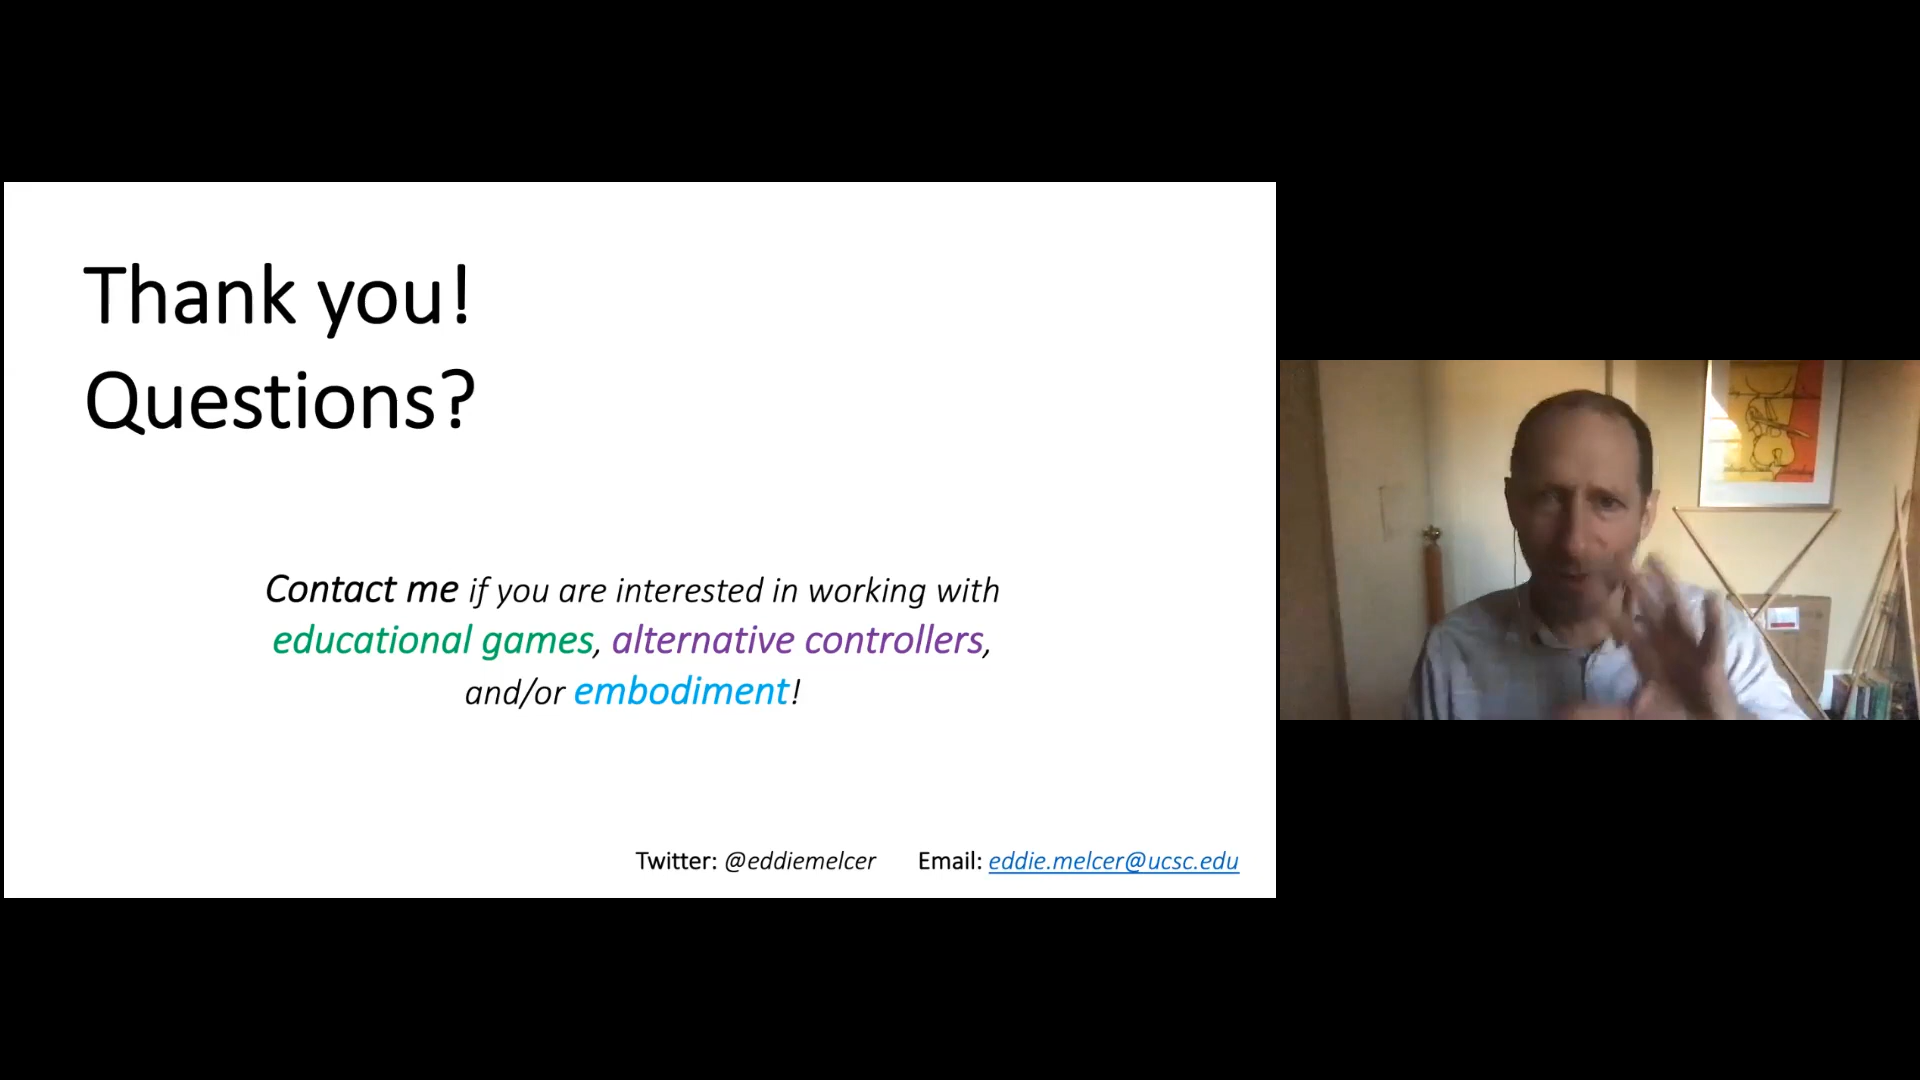 Thank you!
Questions?
Contact me if you are interested in working with
educational games, alternative controllers,
and/or embodiment!
Twitter: @eddiemelcer Email: eddie.melcer@ucsc.edu